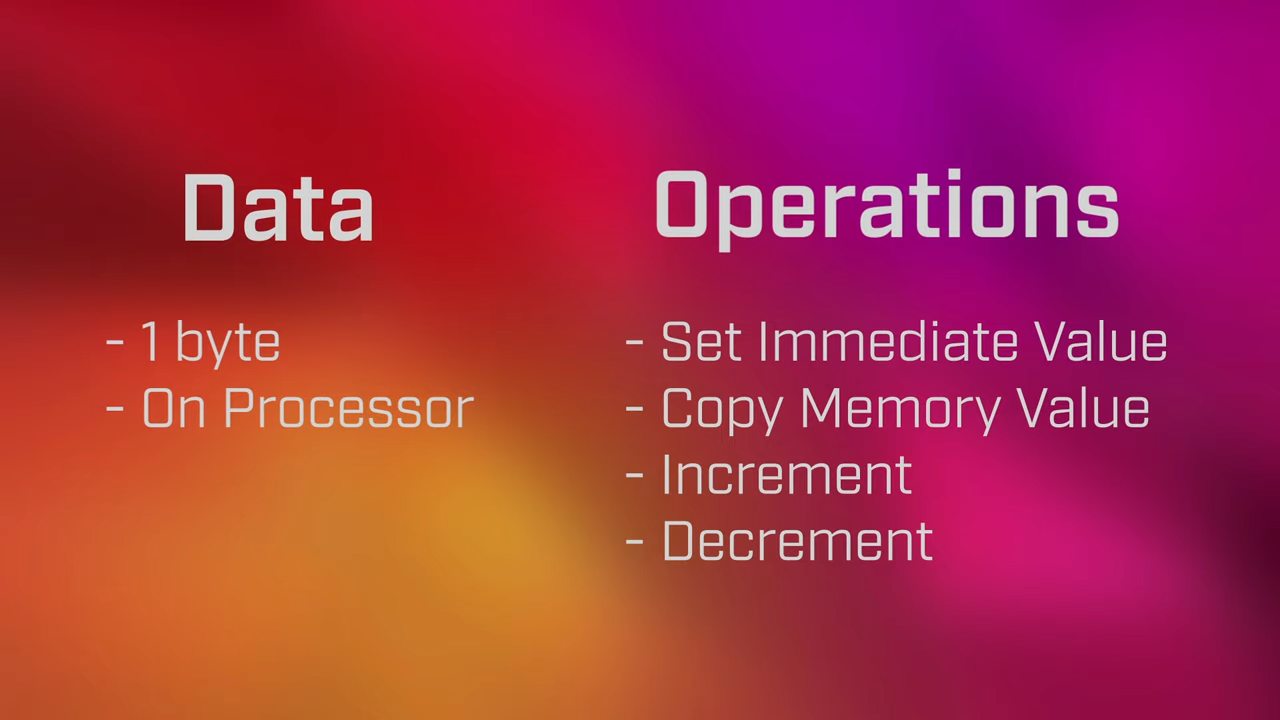 Data
- 1 byte
- On Processor
Operations
- Set Immediate Value
- Copy Memory Value
- Increment
- Decrement